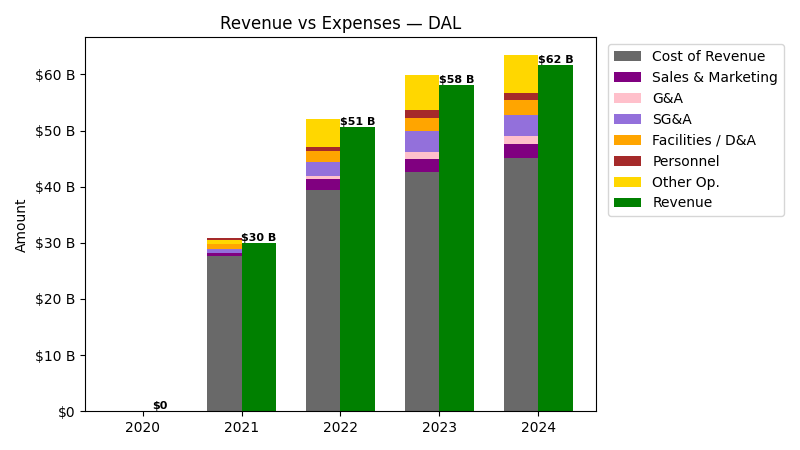 Revenue vs Expenses — DAL
Amount
$60 B
$50 B
$40 B
$30 B
$20 B
$10 B
$0
2020
2021
2022
2023
2024
$0
$30 B
$51 B
$58 B
$62 B
Cost of Revenue
Sales & Marketing
G&A
SG&A
Facilities / D&A
Personnel
Other Op.
Revenue